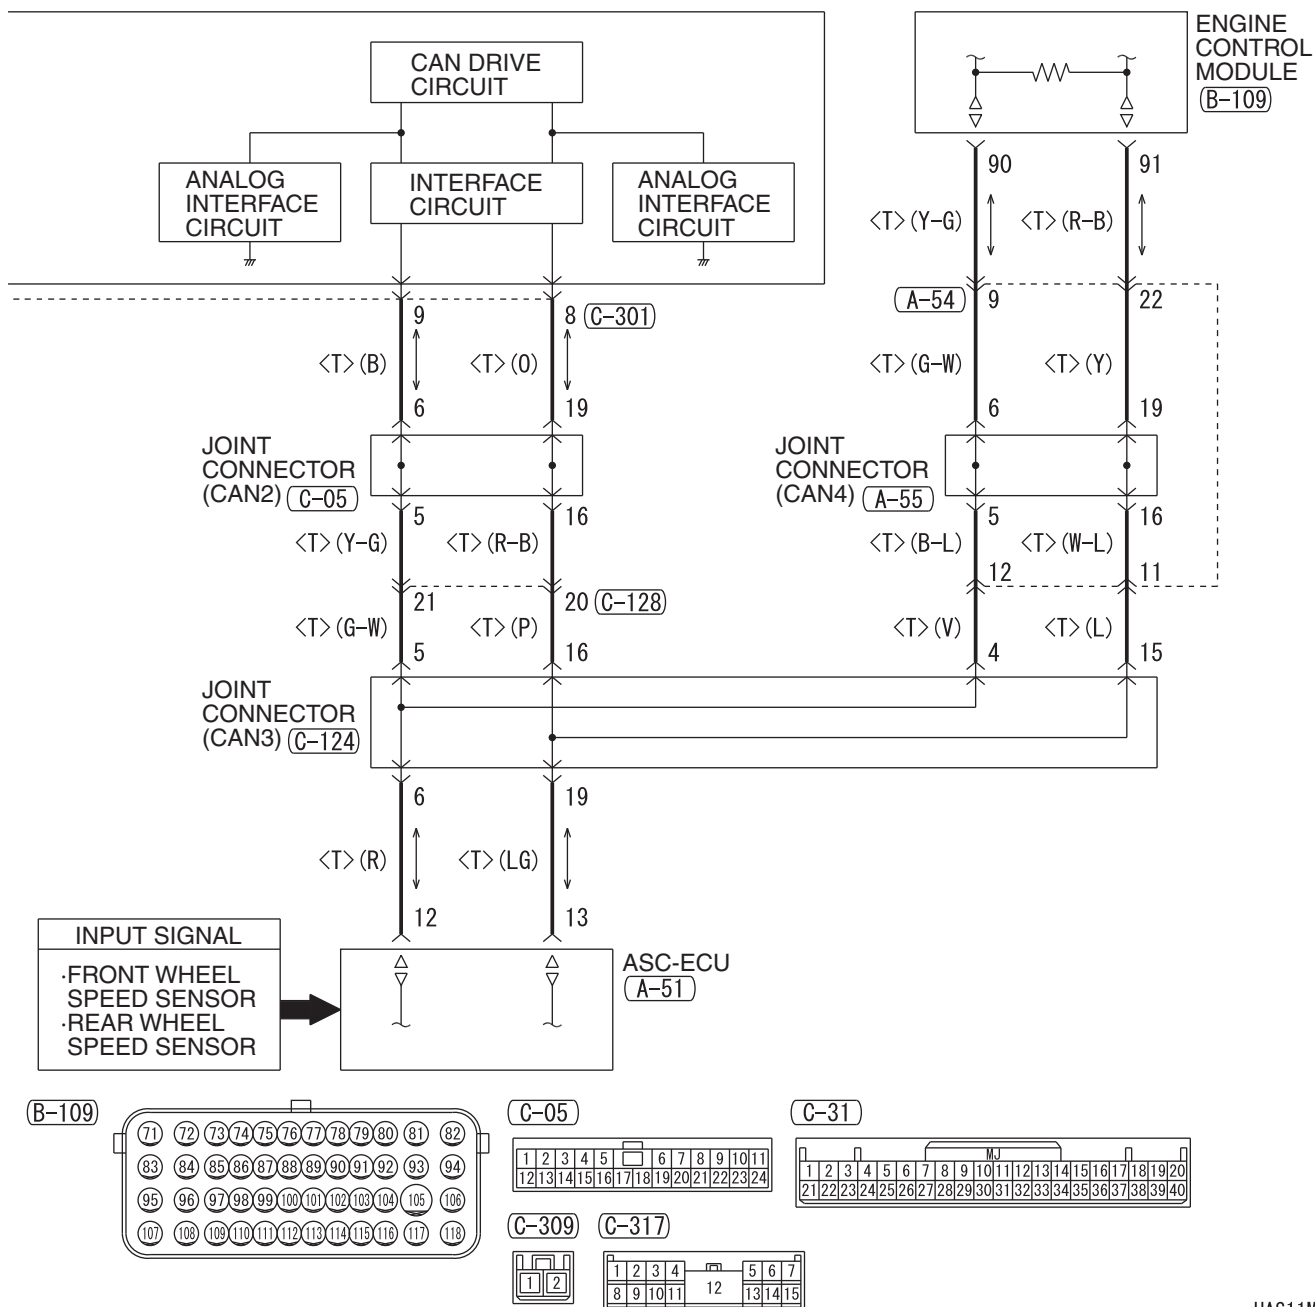 CAN DRIVE
CIRCUIT
ANALOG
INTERFACE
CIRCUIT
INTERFACE
CIRCUIT
ANALOG
INTERFACE
CIRCUIT
ENGINE
CONTROL
MODULE
B-109
90 91
<T>(Y-G) <T>(R-B)
A-54 9 22
<T>(G-W) <T>(Y)
6 19
9 8 C-301
<T>(B) <T>(O)
6 19
JOINT
CONNECTOR
(CAN2) C-05
JOINT
CONNECTOR
(CAN4) A-55
5 16
<T>(Y-G) <T>(R-B)
5 16
<T>(B-L) <T>(W-L)
12 11
21 20 C-128
<T>(G-W) <T>(P)
5 16
<T>(V) <T>(L)
4 15
JOINT
CONNECTOR
(CAN3) C-124
6 19
<T>(R) <T>(LG)
12 13
INPUT SIGNAL
·FRONT WHEEL
SPEED SENSOR
·REAR WHEEL
SPEED SENSOR
ASC-ECU
A-51
B-109
71 72 73 74 75 76 77 78 79 80 81 82
83 84 85 86 87 88 89 90 91 92 93 94
95 96 97 98 99 100 101 102 103 104 105 106
107 108 109 110 111 112 113 114 115 116 117 118
C-05
1 2 3 4 5 6 7 8 9 10 11
12 13 14 15 16 17 18 19 20 21 22 23 24
C-31
MJ
1 2 3 4 5 6 7 8 9 10 11 12 13 14 15 16 17 18 19 20
21 22 23 24 25 26 27 28 29 30 31 32 33 34 35 36 37 38 39 40
C-309
1 2
C-317
1 2 3 4 5 6 7
8 9 10 11 12 13 14 15